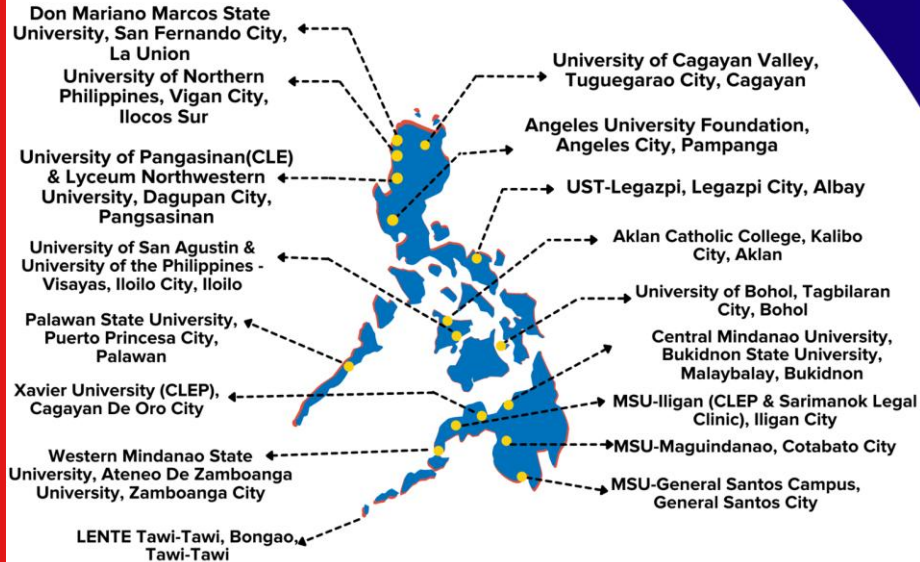 Don Mariano Marcos State
University, San Fernando City,
La Union
University of Northern
Philippines, Vigan City,
Ilocos Sur
University of Pangasinan(CLE)
& Lyceum Northwestern
University, Dagupan City,
Pangsasinan
University of San Agustin &
University of the Philippines -
Visayas, Iloilo City, Iloilo
Palawan State University,
Puerto Princesa City,
Palawan
Xavier University (CLEP),
Cagayan De Oro City
Western Mindanao State
University, Ateneo De Zamboanga
University, Zamboanga City
LENTE Tawi-Tawi, Bongao,
Tawi-Tawi
University of Cagayan Valley,
Tuguegarao City, Cagayan
Angeles University Foundation,
Angeles City, Pampanga
UST-Legazpi, Legazpi City, Albay
Aklan Catholic College, Kalibo
City, Aklan
University of Bohol, Tagbilaran
City, Bohol
Central Mindanao University,
Bukidnon State University,
Malaybalay, Bukidnon
MSU-Iligan (CLEP & Sarimanok Legal
Clinic), Iligan City
MSU-Maguindanao, Cotabato City
MSU-General Santos Campus,
General Santos City